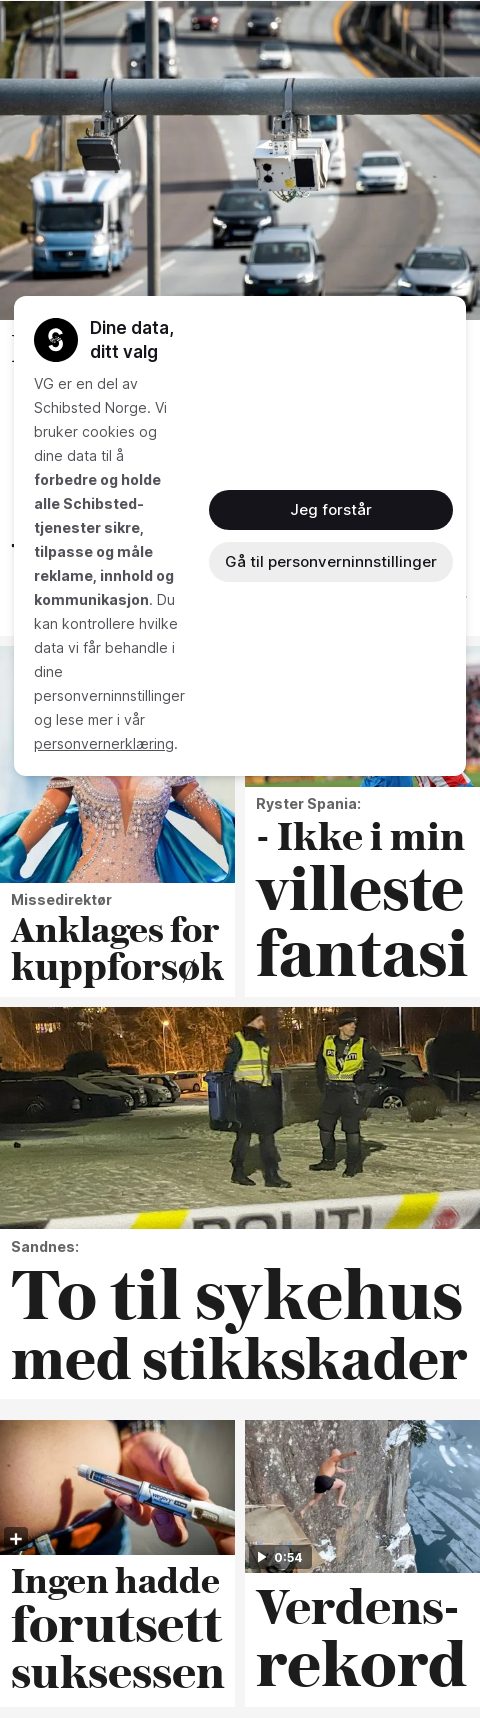 Dine data,
ditt valg
VG er en del av
Schibsted Norge. Vi
bruker cookies og
dine data til å
forbedre og holde
alle Schibsted-
tjenester sikre,
tilpasse og måle
reklame, innhold og
kommunikasjon. Du
kan kontrollere hvilke
data vi får behandle i
dine
personverninnstillinger
og lese mer i vår
personvernerklæring.
Jeg forstår
Gå til personverninnstillinger
Missedirektør
Anklages for
kuppforsøk
Ryster Spania:
- Ikke i min
villeste
fantasi
POLITI
Sandnes:
To til sykehus
med stikkskader
Ingen hadde
forutsett
suksessen
0:54
Verdens-
rekord